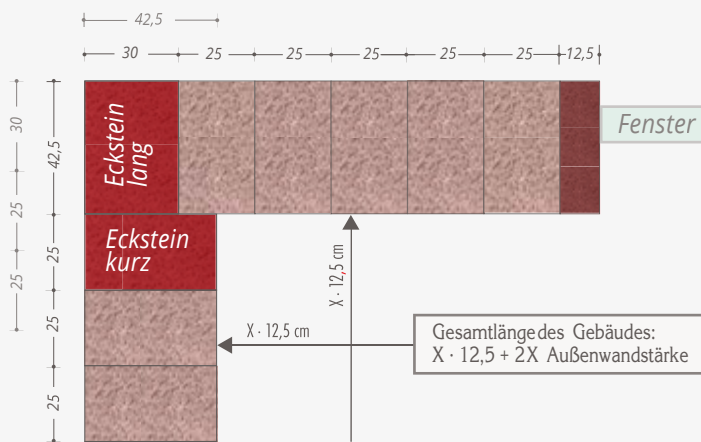 42,5
30 25 25 25 25 25 12,5
30
25
25
42,5
25
25
25
Eckstein
lang
Fenster
Eckstein
kurz
X · 12,5 cm
X · 12,5 cm
Gesamtlänge des Gebäudes:
X · 12,5 + 2X Außenwandstärke